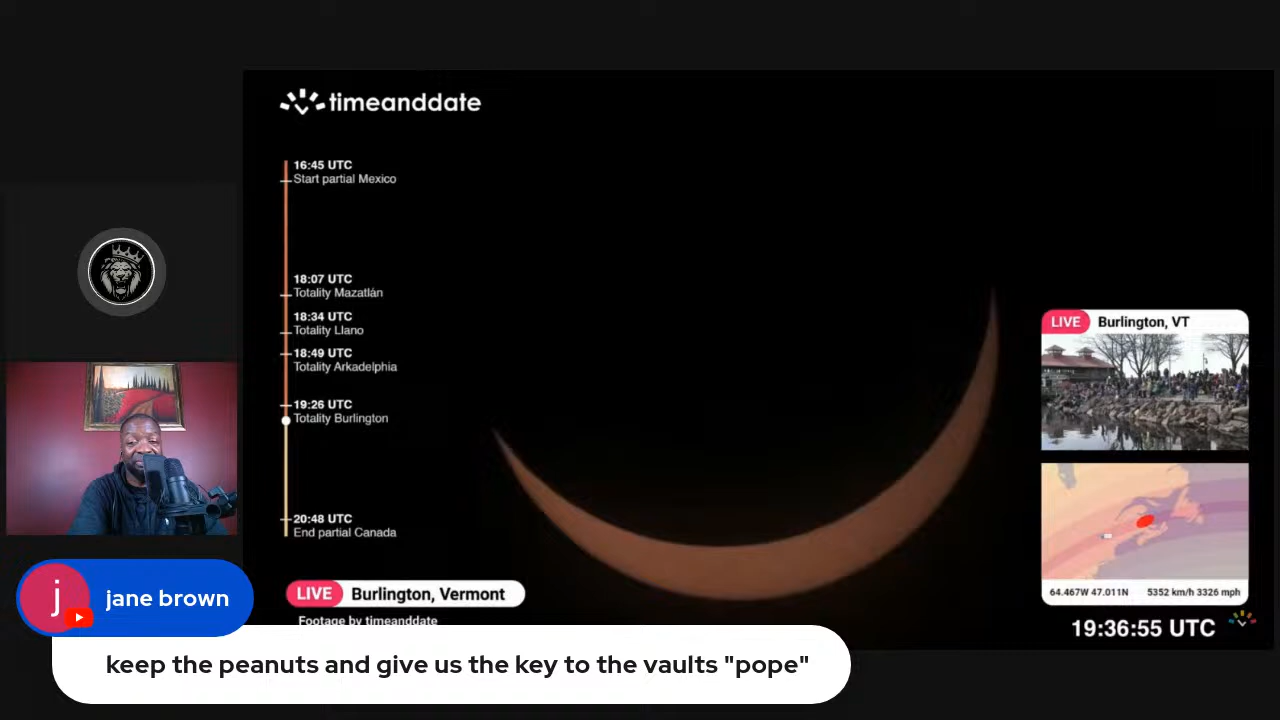 timeanddate
16:45 UTC
Start partial Mexico
18:07 UTC
Totality Mazatlán
18:34 UTC
Totality Llano
18:49 UTC
Totality Arkadelphia
19:26 UTC
Totality Burlington
20:48 UTC
End partial Canada
LIVE Burlington, VT
64.467W 47.011N 5352 km/h 3326 mph
19:36:55 UTC
LIVE Burlington, Vermont
Footage by timeanddate
j jane brown
keep the peanuts and give us the key to the vaults "pope"